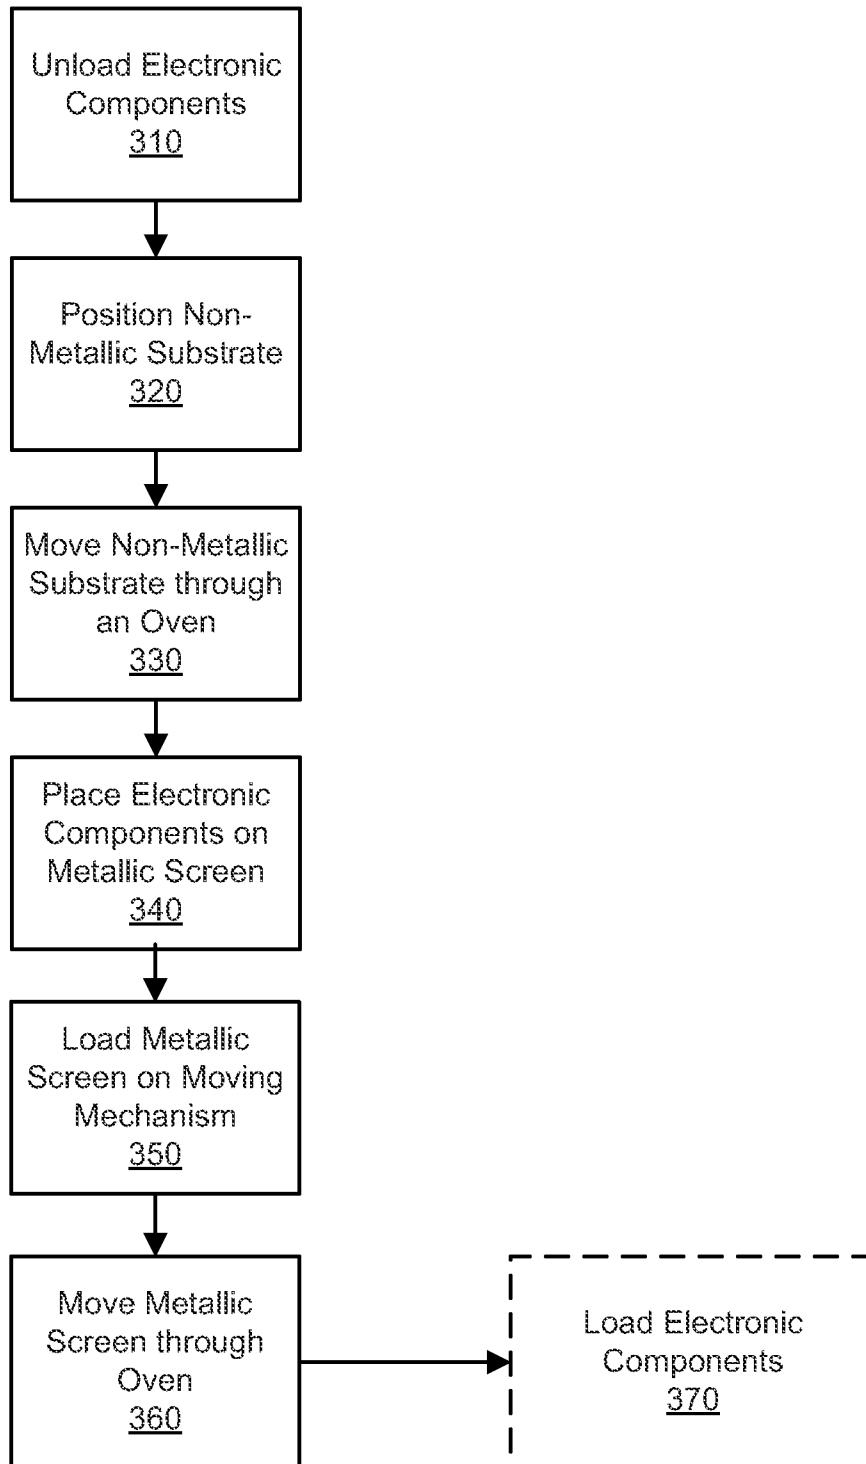 Unload Electronic
Components
310
Position Non-
Metallic Substrate
320
Move Non-Metallic
Substrate through
an Oven
330
Place Electronic
Components on
Metallic Screen
340
Load Metallic
Screen on Moving
Mechanism
350
Move Metallic
Screen through
Oven
360
Load Electronic
Components
370